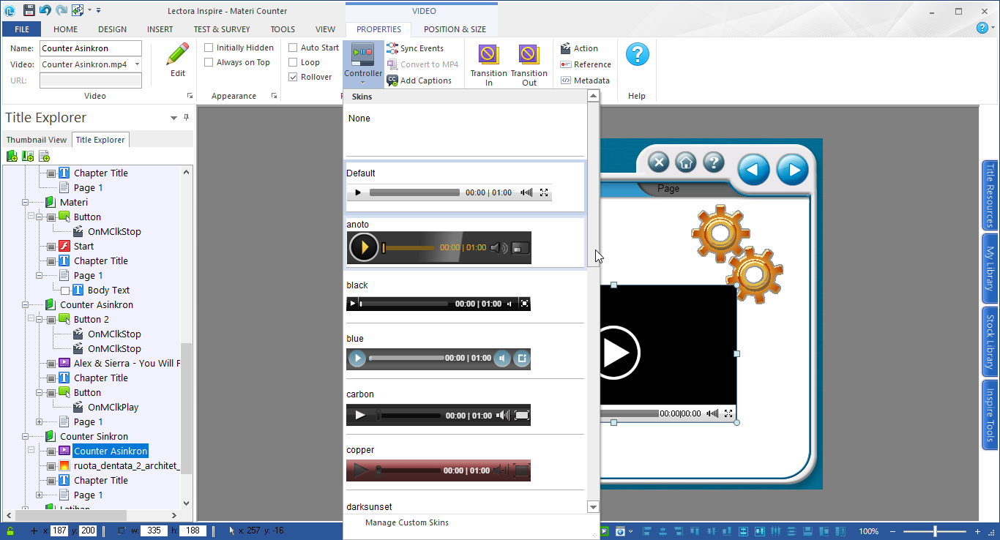 Lectora Inspire - Materi Counter
VIDEO
FILE
HOME
DESIGN
INSERT
TEST & SURVEY
TOOLS
VIEW
PROPERTIES
POSITION & SIZE
Name:
Counter Asinkron
Video:
Counter Asinkron.mp4
URL:
Edit
Video
Initially Hidden
Always on Top
Appearance
Auto Start
Loop
Rollover
Controller
Sync Events
Convert to MP4
Add Captions
Transition In
Transition Out
Action
Reference
Metadata
Help
Title Explorer
Thumbnail View
Title Explorer
Chapter Title
Page 1
Materi
Button
OnMClkStop
Start
Chapter Title
Page 1
Body Text
Counter Asinkron
Button 2
OnMClkStop
OnMClkStop
Alex & Sierra - You Will F
Chapter Title
Button
OnMClkPlay
Page 1
Counter Sinkron
Counter Asinkron
ruota_dentata_2_architet_
Chapter Title
Page 1
Latihan
Skins
None
Default
00:00 | 01:00
anoto
00:00 | 01:00
black
00:00 | 01:00
blue
00:00 | 01:00
carbon
00:00 | 01:00
copper
00:00 | 01:00
darksunset
Manage Custom Skins
Page
00:00|00:00
Title Resources
My Library
Stock Library
Inspire Tools
x: 187 y: 200
w: 335 h: 188
x: 257 y: -16
100%